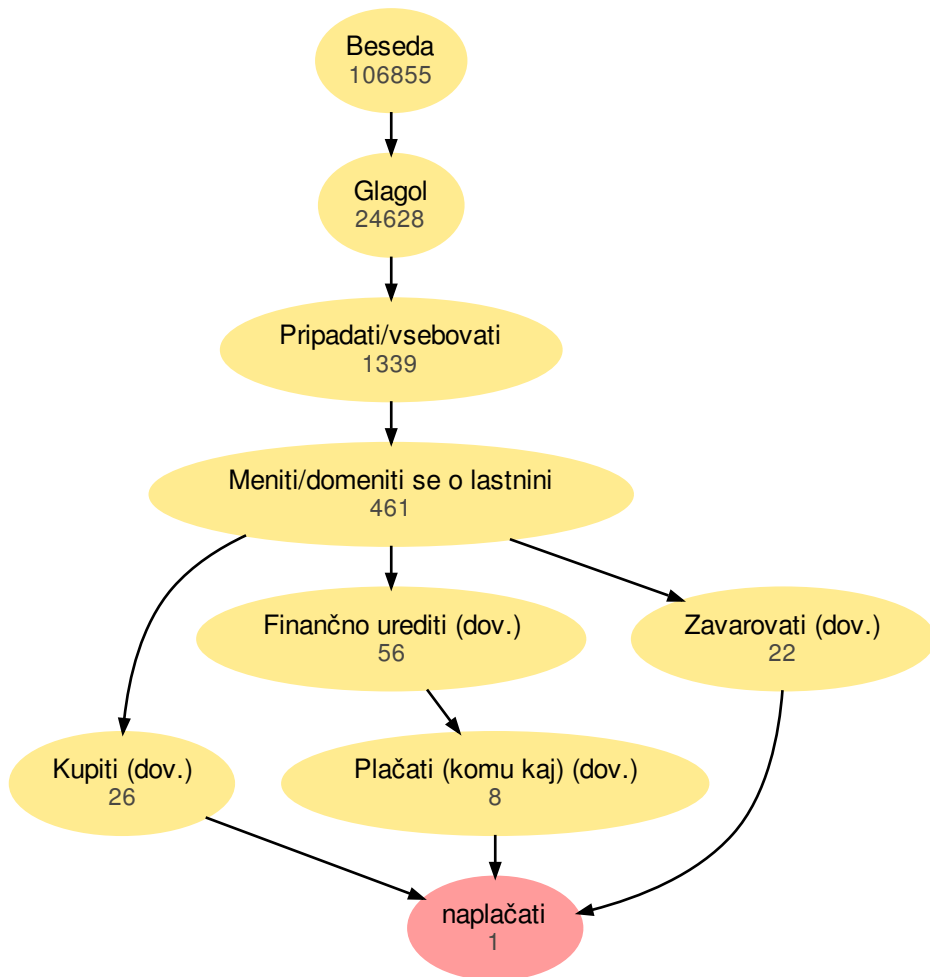 Beseda
106855
Glagol
24628
Pripadati/vsebovati
1339
Meniti/domeniti se o lastnini
461
Finančno urediti (dov.)
56
Zavarovati (dov.)
22
Kupiti (dov.)
26
Plačati (komu kaj) (dov.)
8
naplačati
1